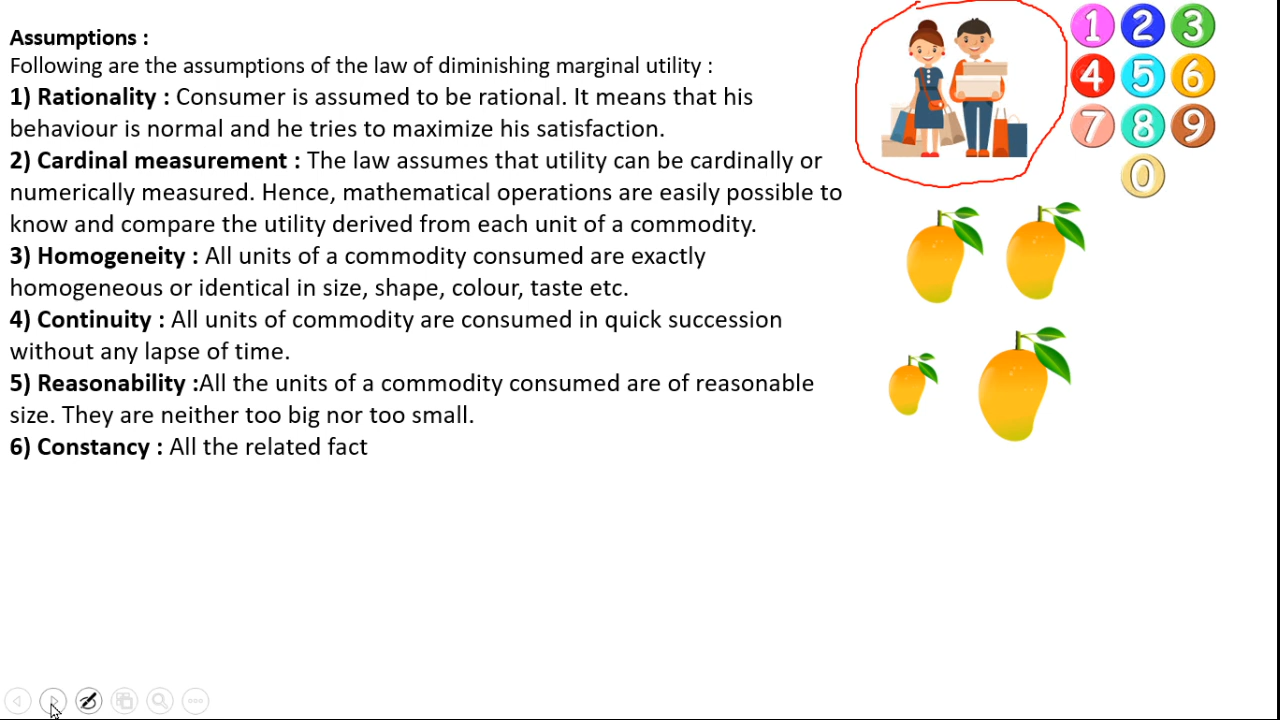 Assumptions :
Following are the assumptions of the law of diminishing marginal utility :
1) Rationality : Consumer is assumed to be rational. It means that his
behaviour is normal and he tries to maximize his satisfaction.
2) Cardinal measurement : The law assumes that utility can be cardinally or
numerically measured. Hence, mathematical operations are easily possible to
know and compare the utility derived from each unit of a commodity.
3) Homogeneity : All units of a commodity consumed are exactly
homogeneous or identical in size, shape, colour, taste etc.
4) Continuity : All units of commodity are consumed in quick succession
without any lapse of time.
5) Reasonability :All the units of a commodity consumed are of reasonable
size. They are neither too big nor too small.
6) Constancy : All the related fact
1 2 3
4 5 6
7 8 9
0